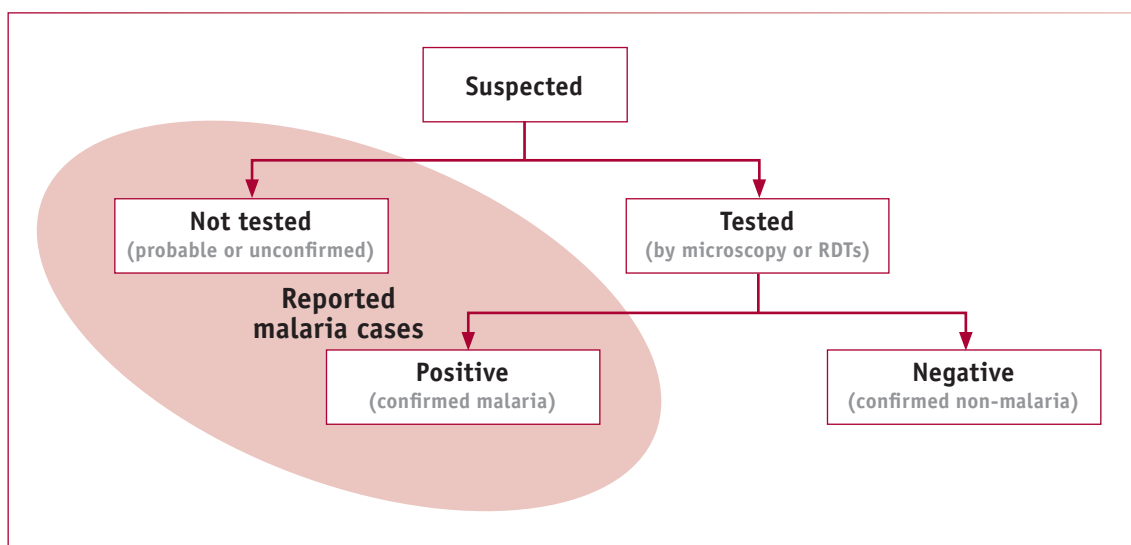 Suspected
Not tested
(probable or unconfirmed)
Tested
(by microscopy or RDTs)
Reported
malaria cases
Positive
(confirmed malaria)
Negative
(confirmed non-malaria)